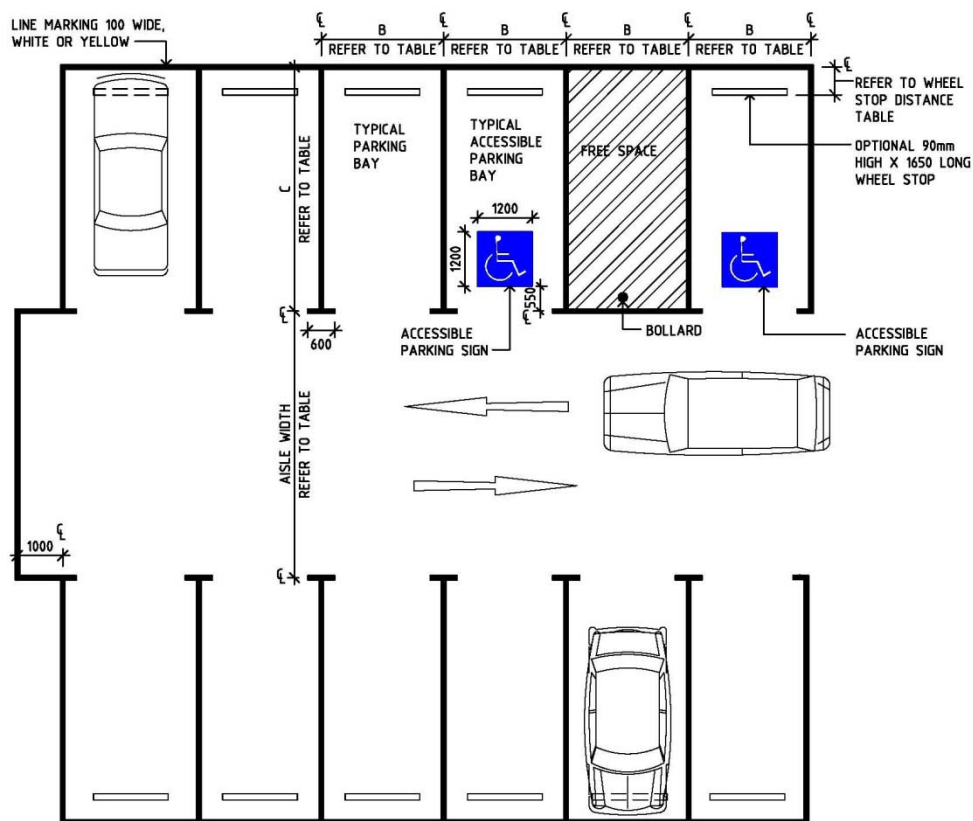 LINE MARKING 100 WIDE,
WHITE OR YELLOW
℄
B
REFER TO TABLE
℄
B
REFER TO TABLE
℄
B
REFER TO TABLE
℄
B
REFER TO TABLE
℄
℄
REFER TO WHEEL
STOP DISTANCE
TABLE
OPTIONAL 90mm
HIGH X 1650 LONG
WHEEL STOP
C
REFER TO TABLE
TYPICAL
PARKING
BAY
TYPICAL
ACCESSIBLE
PARKING
BAY
FREE SPACE
1200
1200
550
℄
℄
600
ACCESSIBLE
PARKING SIGN
BOLLARD
ACCESSIBLE
PARKING SIGN
AISLE WIDTH
REFER TO TABLE
℄
1000
℄